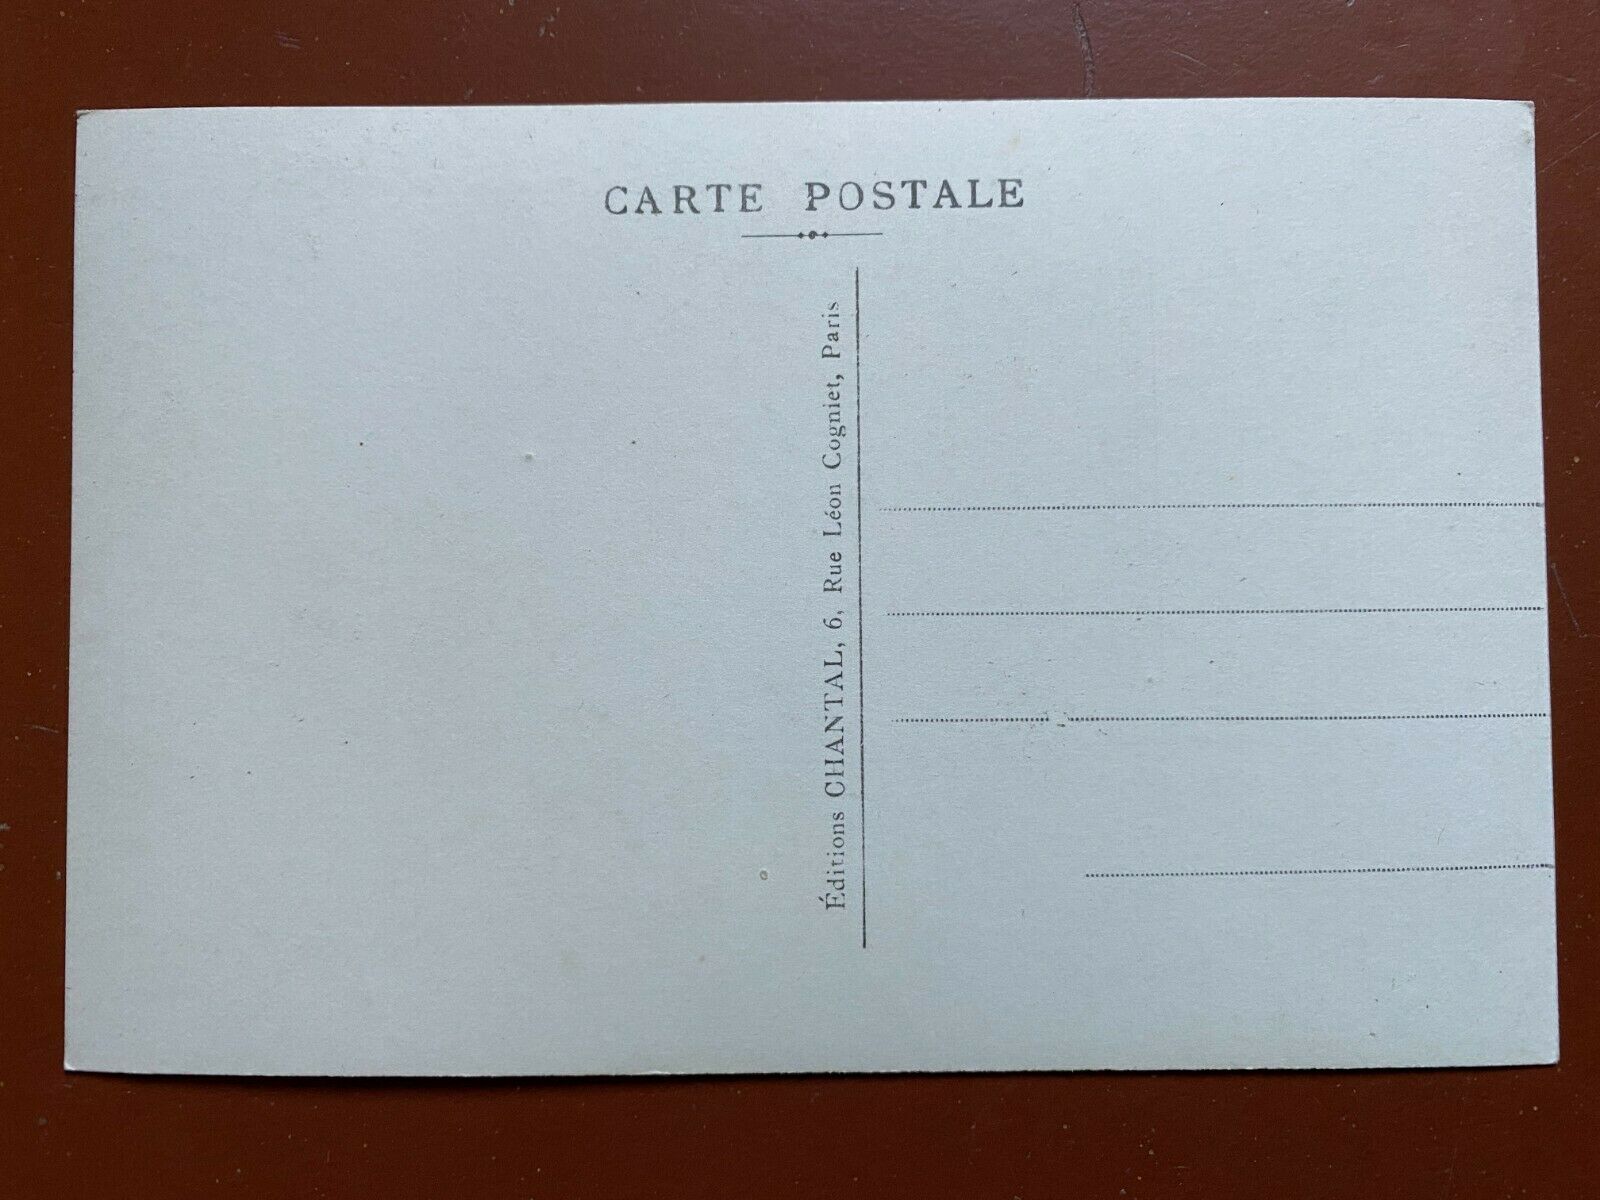 CARTE POSTALE
Éditions CHANTAL, 6, Rue Léon Cogniet, Paris